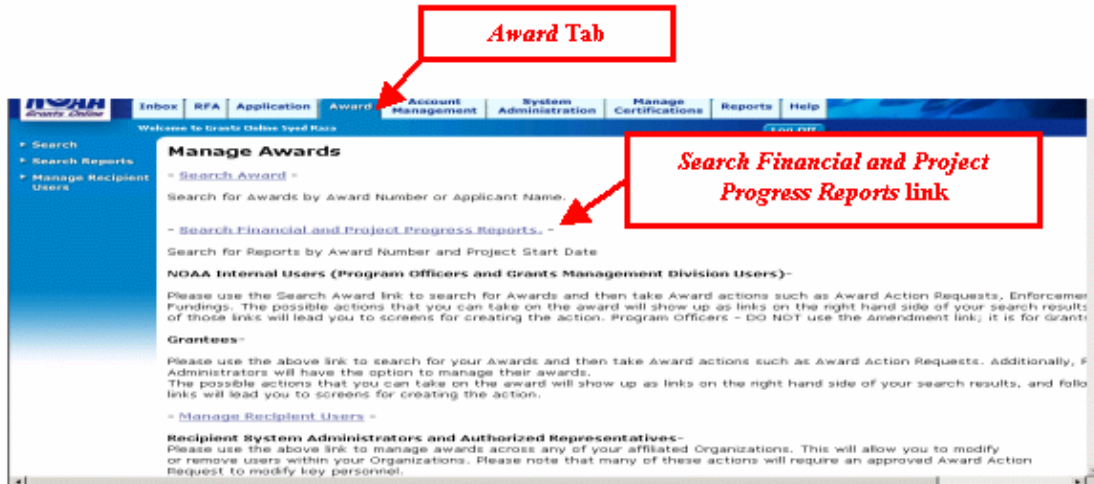 Award Tab
NOAA
Grants Online
Inbox RFA Application Award Account Management System Administration Manage Certifications Reports Help
Welcome to Grants Online Syed Raza
Log Off
Search
Search Reports
Manage Recipient Users
Manage Awards
- Search Award -
Search for Awards by Award Number or Applicant Name.
Search Financial and Project Progress Reports link
- Search Financial and Project Progress Reports. -
Search for Reports by Award Number and Project Start Date
NOAA Internal Users (Program Officers and Grants Management Division Users)-
Please use the Search Award link to search for Awards and then take Award actions such as Award Action Requests, Enforcemen
Fundings. The possible actions that you can take on the award will show up as links on the right hand side of your search results
of those links will lead you to screens for creating the action. Program Officers - DO NOT use the Amendment link; it is for Grants
Grantees-
Please use the above link to search for your Awards and then take Award actions such as Award Action Requests. Additionally,
Administrators will have the option to manage their awards.
The possible actions that you can take on the award will show up as links on the right hand side of your search results, and follo
links will lead you to screens for creating the action.
- Manage Recipient Users -
Recipient System Administrators and Authorized Representatives-
Please use the above link to manage awards across any of your affiliated Organizations. This will allow you to modify
or remove users within your Organizations. Please note that many of these actions will require an approved Award Action
Request to modify key personnel.